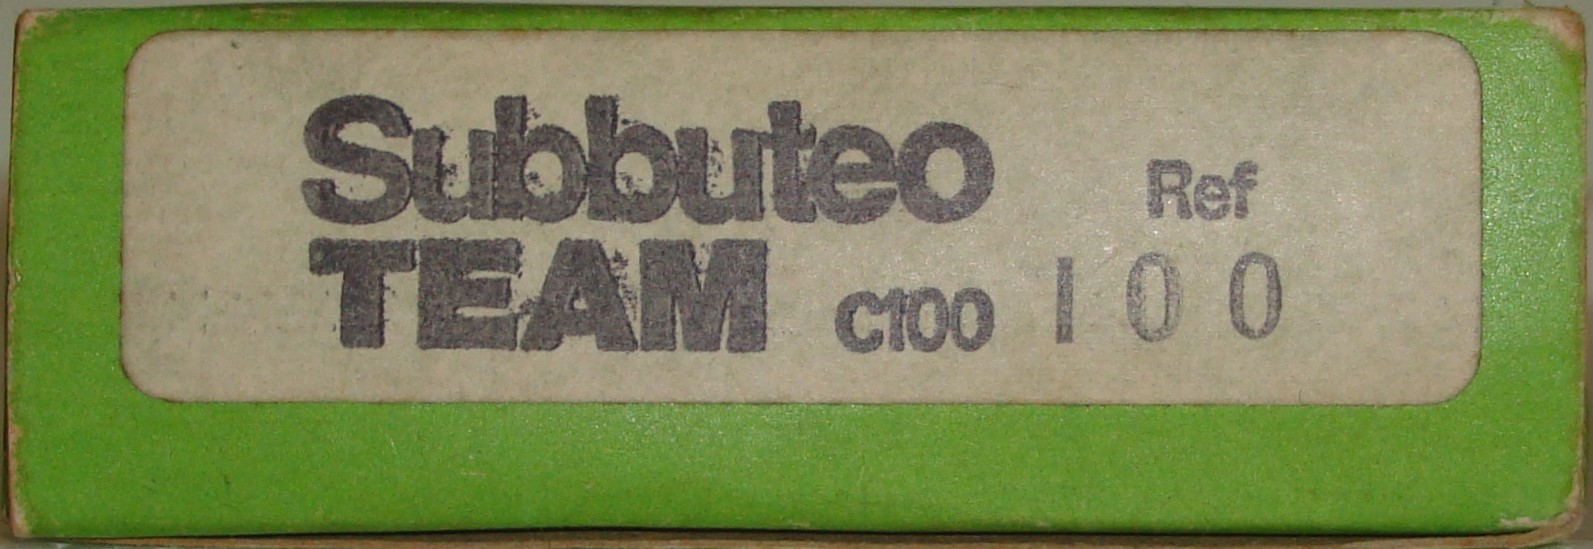 Subbuteo
Ref
TEAM C100 100